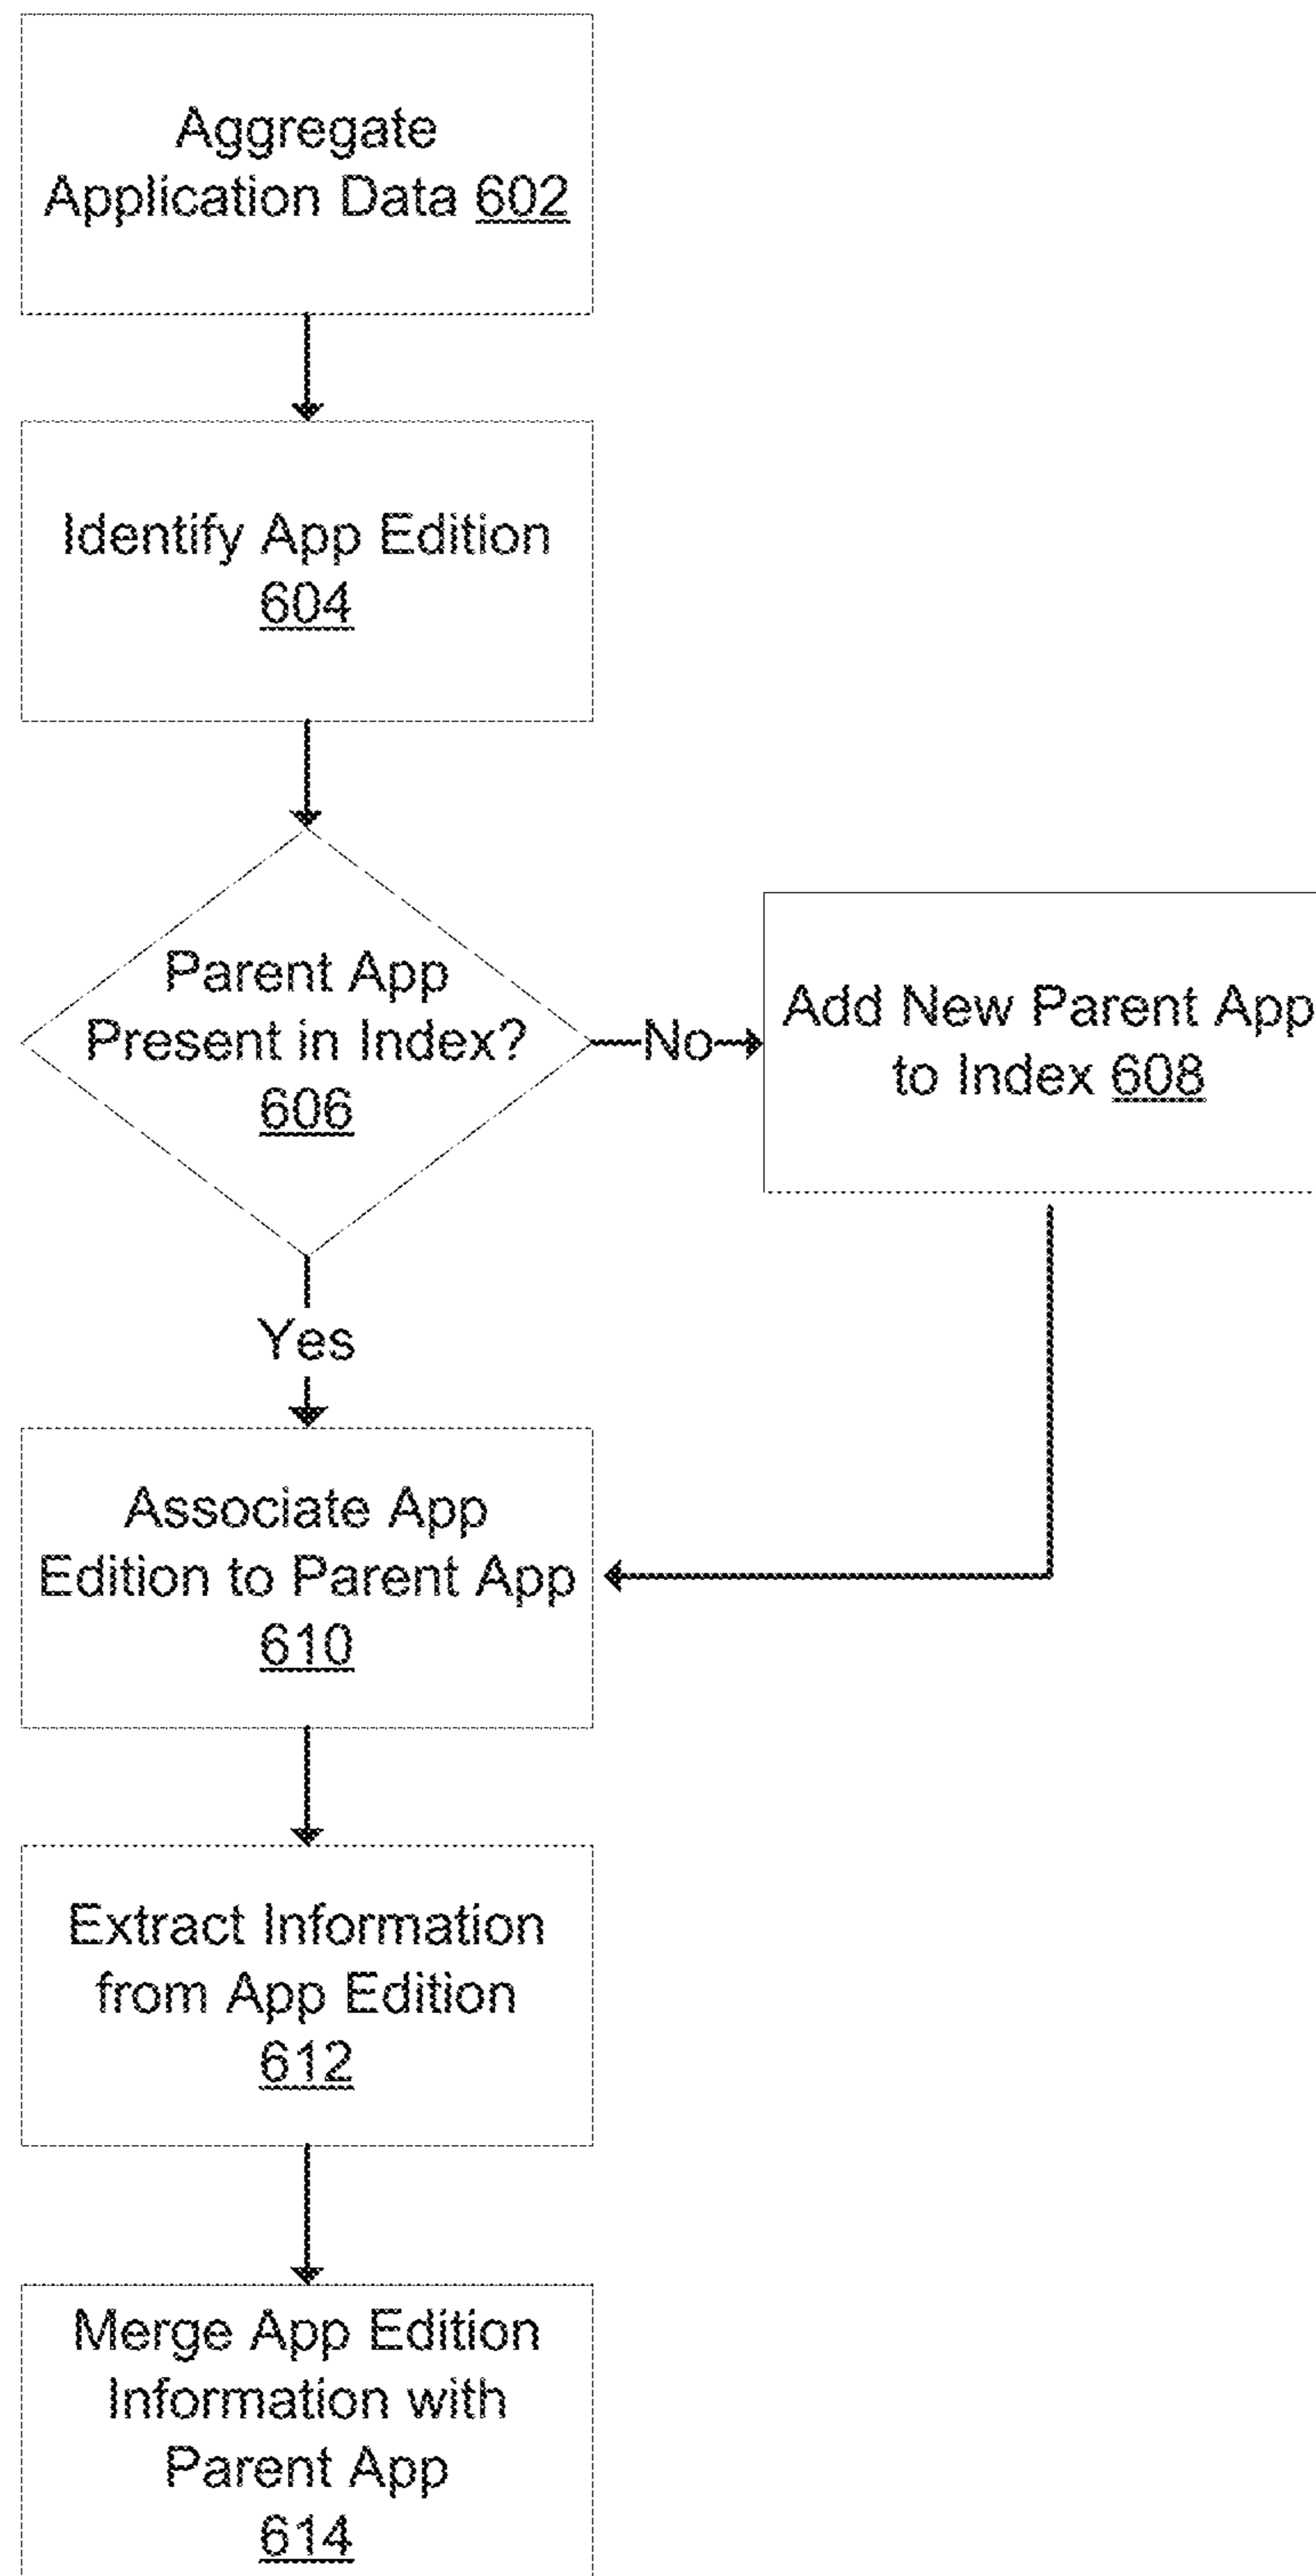 Aggregate
Application Data 602
Identify App Edition
604
Parent App
Present in Index?
606
No
Add New Parent App
to Index 608
Yes
Associate App
Edition to Parent App
610
Extract Information
from App Edition
612
Merge App Edition
Information with
Parent App
614